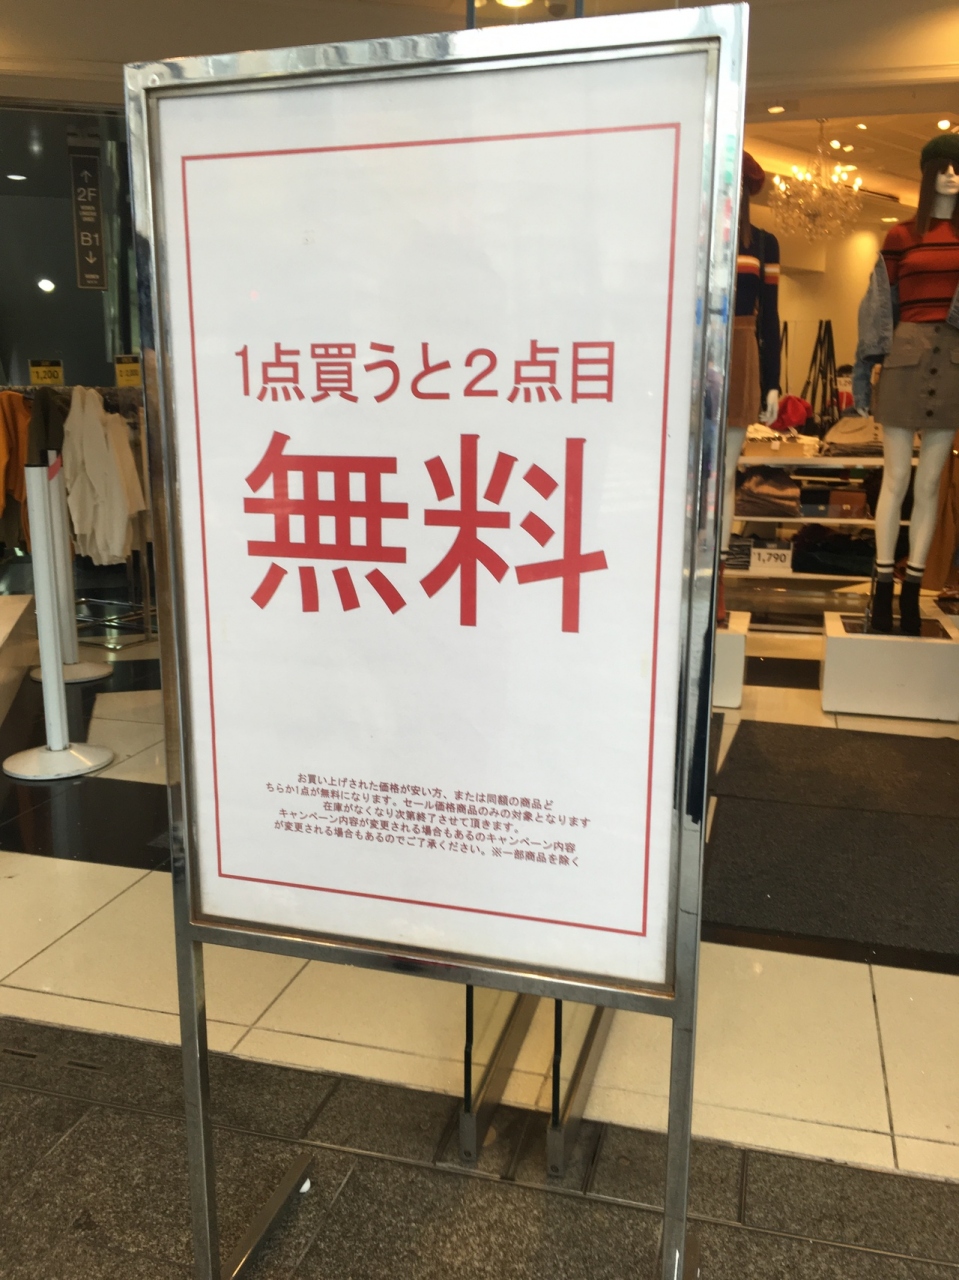 1点買うと2点目
無料
お買い上げされた価格が安い方、または同額の商品ど
ちらか1点が無料になります。セール価格商品のみの対象となります
在庫がなくなり次第終了させて頂きます。
キャンペーン内容が変更される場合もあるのキャンペーン内容
が変更される場合もあるのでご了承ください。※一部商品を除く
↑
2F
B1
↓
1,200
1,790